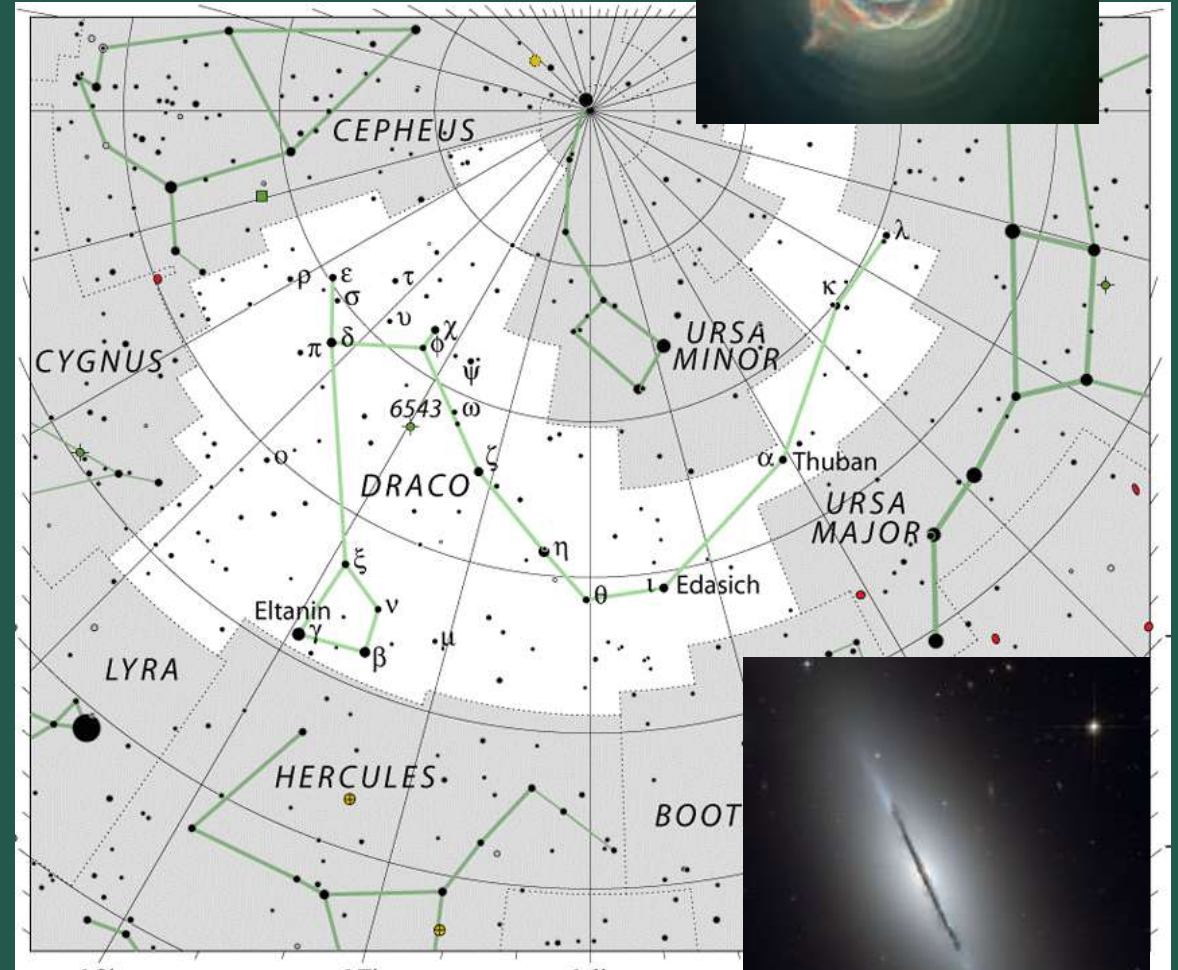 CEPHEUS
λ
ρ
ε
τ
σ
κ
υ
χ
URSA
MINOR
π
δ
ϕ
CYGNUS
ψ
6543
ω
ο
ζ
α
Thuban
DRACO
URSA
MAJOR
η
ξ
ι
Edasich
θ
Eltanin
ν
γ
μ
β
LYRA
HERCULES
BOOT